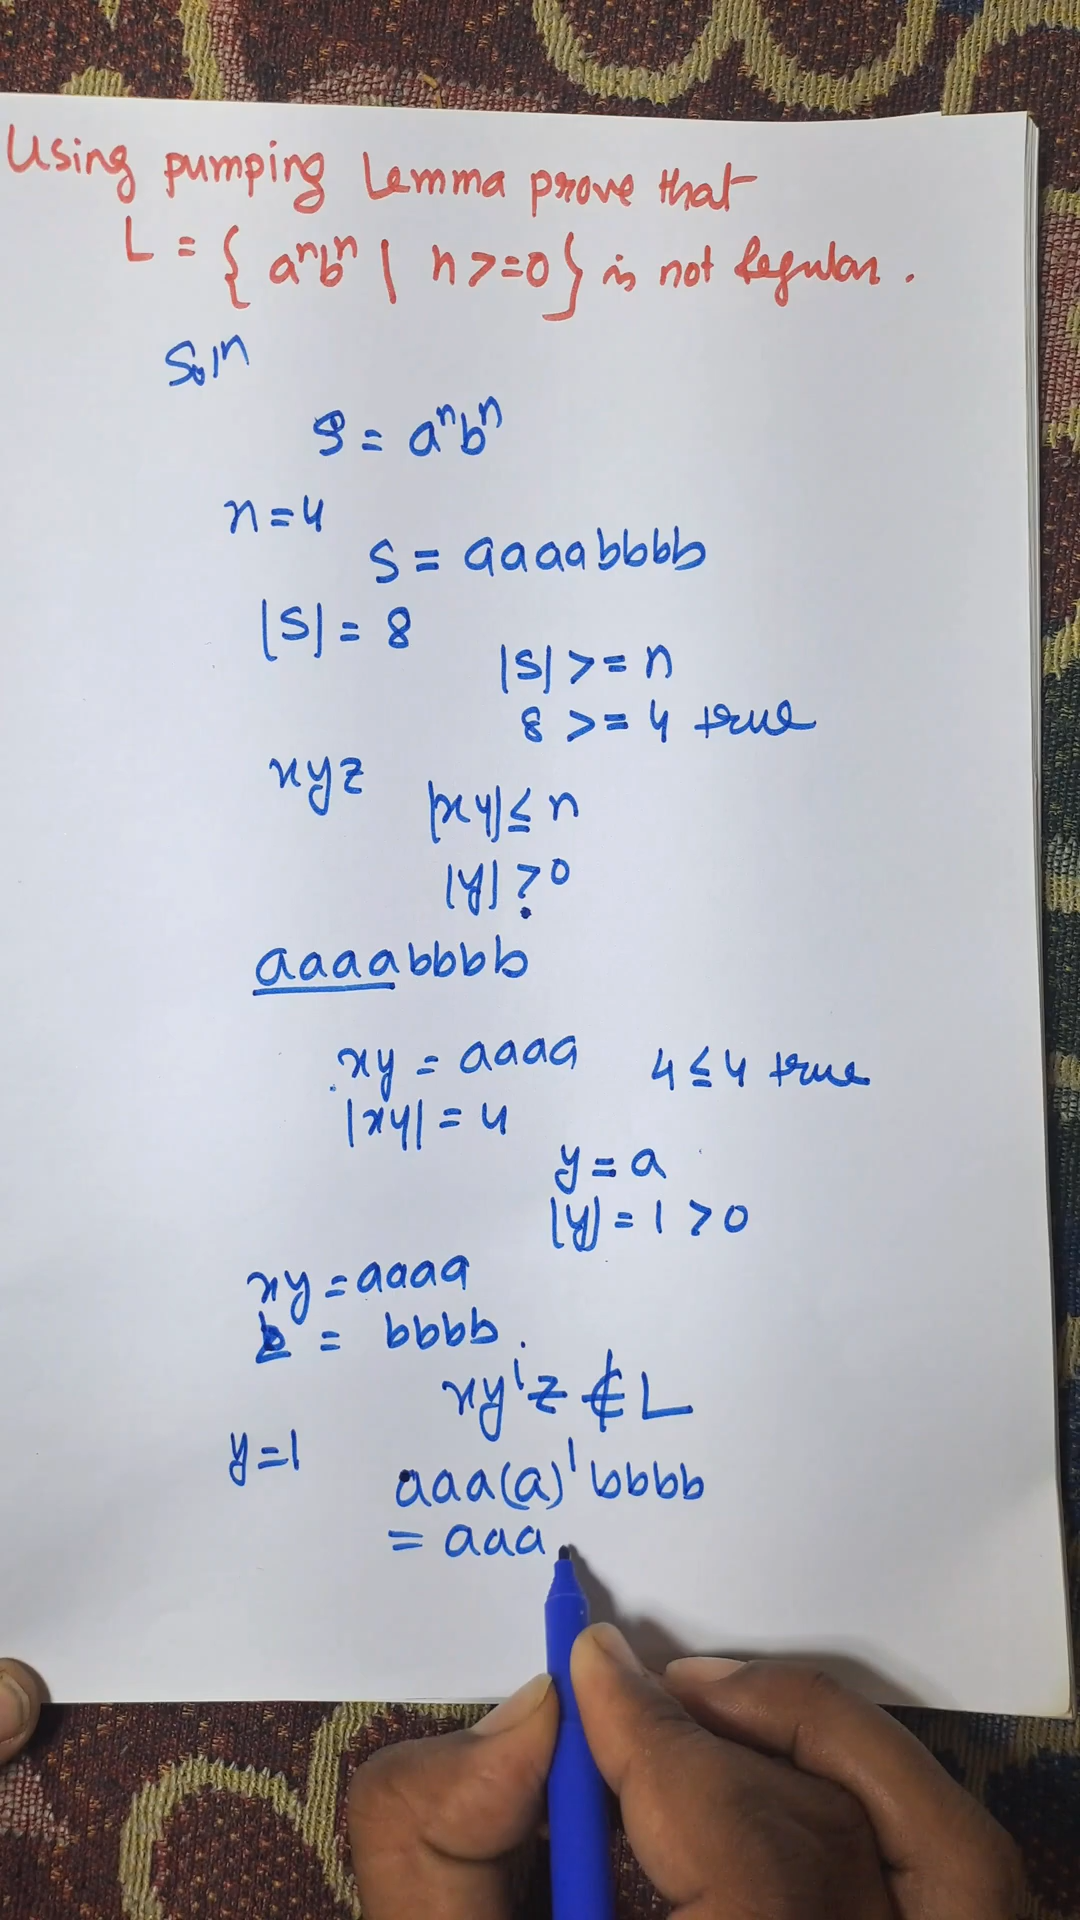 Using pumping Lemma prove that
L = { aⁿbⁿ | n >= 0 } is not Regular.
Solⁿ
S = aⁿbⁿ
n = 4
S = aaaabbbb
|S| = 8
|S| >= n
8 >= 4 true
xyz
|xy| ≤ n
|y| > 0
aaaabbbb
xy = aaaa 4 ≤ 4 true
|xy| = 4
y = a
|y| = 1 > 0
xy = aaaa
z = bbbb.
xy¹z ∉ L
y=1
aaa(a)¹bbbb
= aaa